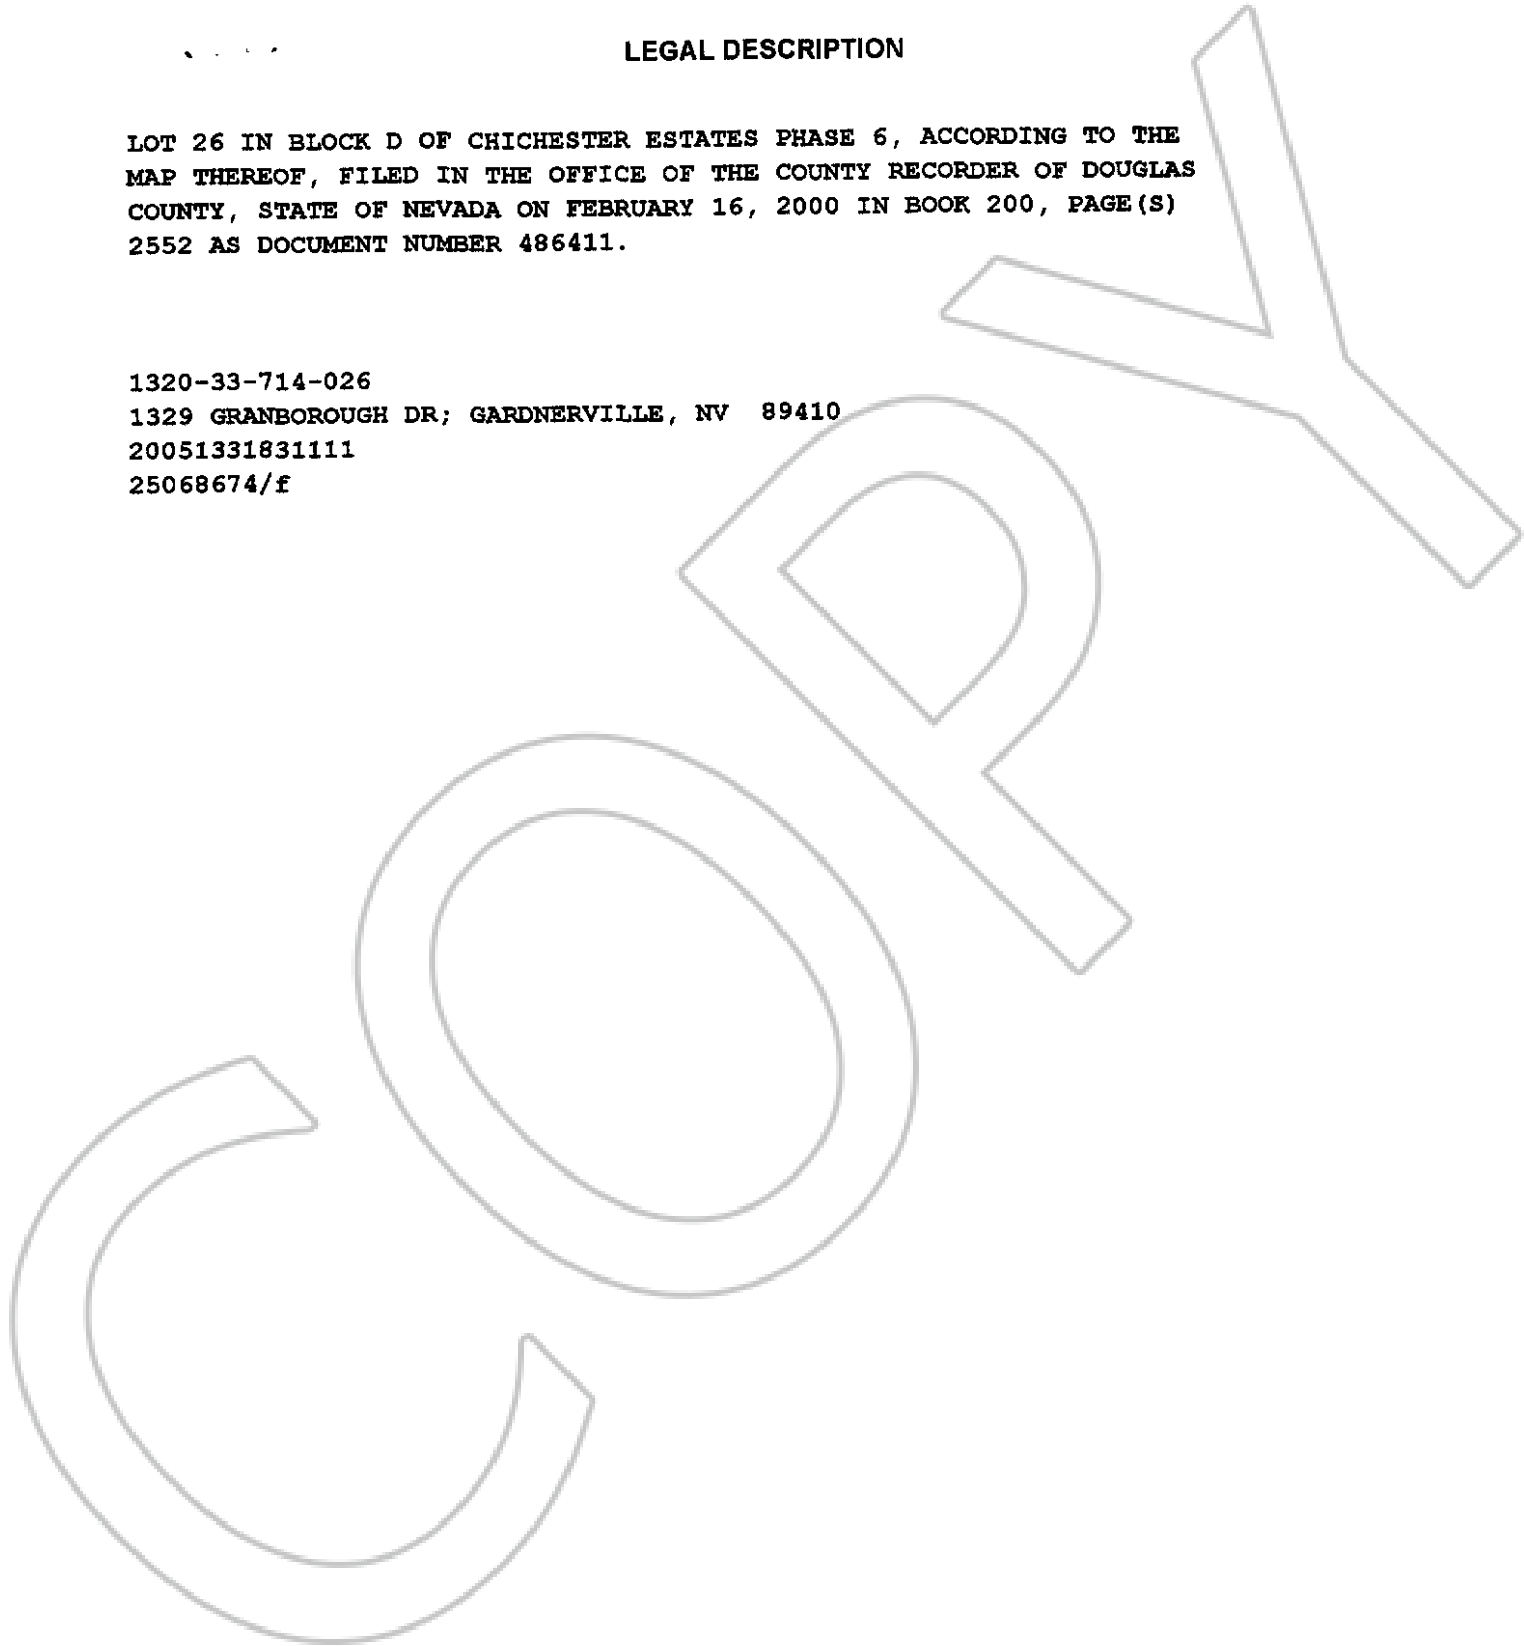 LEGAL DESCRIPTION
LOT 26 IN BLOCK D OF CHICHESTER ESTATES PHASE 6, ACCORDING TO THE
MAP THEREOF, FILED IN THE OFFICE OF THE COUNTY RECORDER OF DOUGLAS
COUNTY, STATE OF NEVADA ON FEBRUARY 16, 2000 IN BOOK 200, PAGE(S)
2552 AS DOCUMENT NUMBER 486411.
1320-33-714-026
1329 GRANBOROUGH DR; GARDNERVILLE, NV  89410
20051331831111
25068674/f
COPY